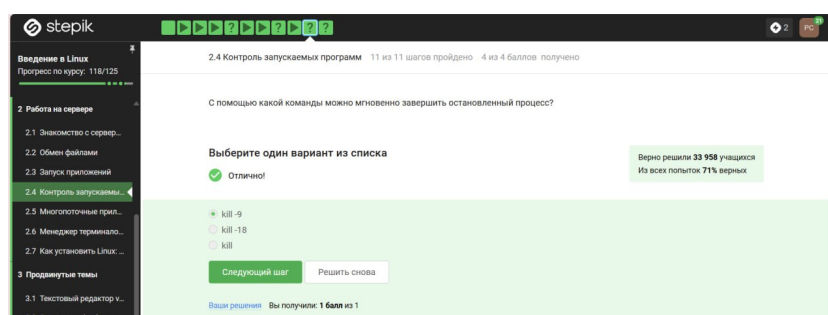 stepik
2
РС
21
Введение в Linux
Прогресс по курсу: 118/125
2 Работа на сервере
2.1 Знакомство с сервер...
2.2 Обмен файлами
2.3 Запуск приложений
2.4 Контроль запускаемы...
2.5 Многопоточные прил...
2.6 Менеджер терминало...
2.7 Как установить Linux: ...
3 Продвинутые темы
3.1 Текстовый редактор v...
2.4 Контроль запускаемых программ 11 из 11 шагов пройдено 4 из 4 баллов получено
С помощью какой команды можно мгновенно завершить остановленный процесс?
Выберите один вариант из списка
Отлично!
Верно решили 33 958 учащихся
Из всех попыток 71% верных
kill -9
kill -18
kill
Следующий шаг Решить снова
Ваши решения Вы получили: 1 балл из 1